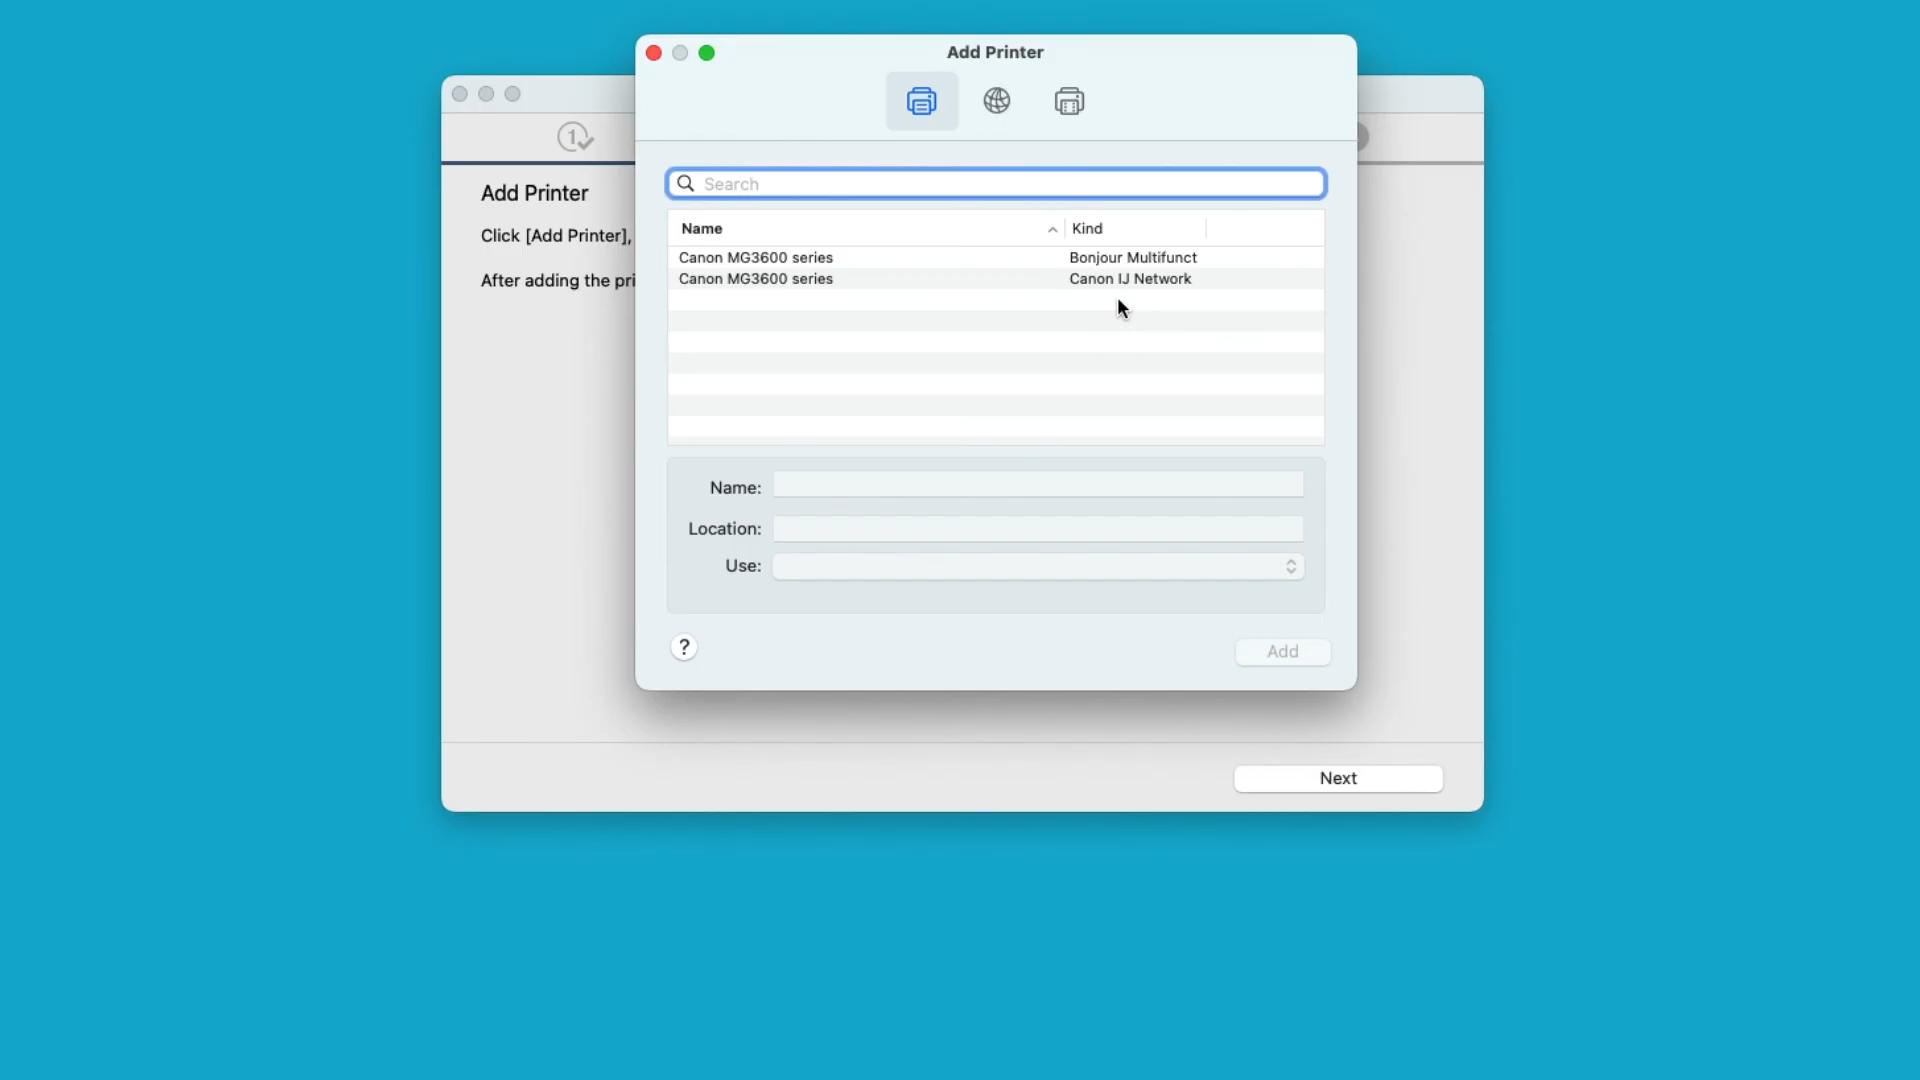 Add Printer
Search
Name Kind
Canon MG3600 series Bonjour Multifunct
Canon MG3600 series Canon IJ Network
Name:
Location:
Use:
?
Add
1
Add Printer
Click [Add Printer],
After adding the pri
Next